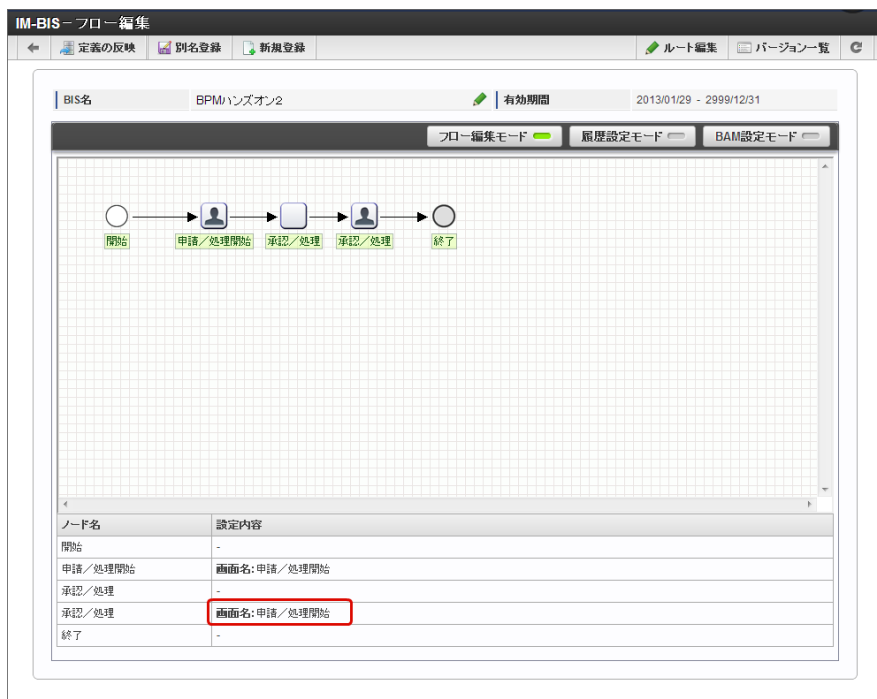 IM-BIS－フロー編集
定義の反映 別名登録 新規登録 ルート編集 バージョン一覧
BIS名 BPMハンズオン2 有効期間 2013/01/29 - 2999/12/31
フロー編集モード 履歴設定モード BAM設定モード
開始 申請／処理開始 承認／処理 承認／処理 終了
ノード名 設定内容
開始 -
申請／処理開始 画面名:申請／処理開始
承認／処理 -
承認／処理 画面名:申請／処理開始
終了 -